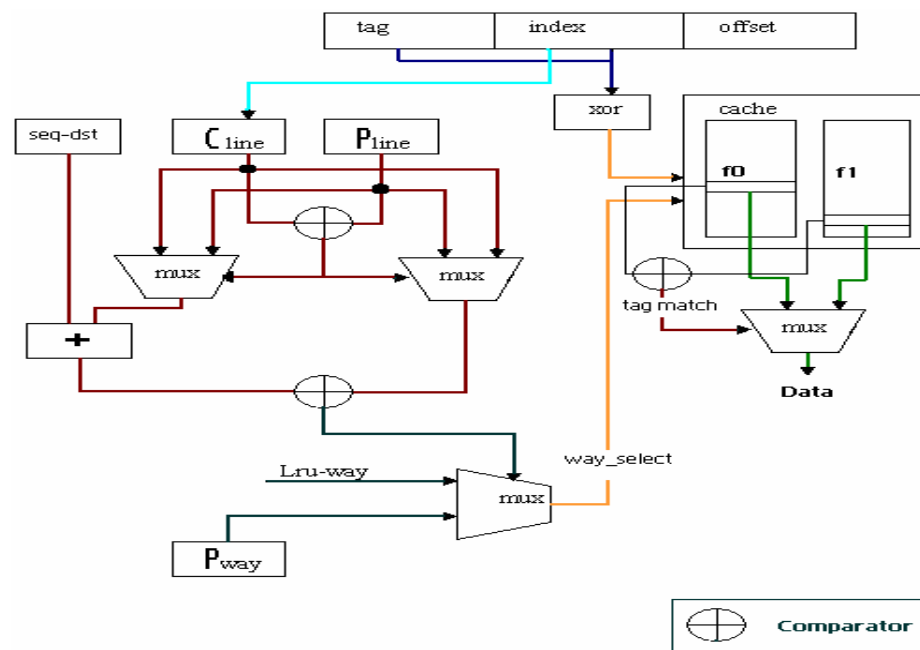 tag index offset
xor
cache
seq-dst
C line
P line
f0
f1
mux
mux
tag match
mux
+
Data
way_select
Lru-way
mux
P way
Comparator